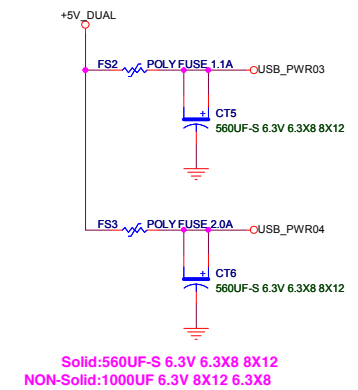 +5V_DUAL
FS2 POLY FUSE 1.1A USB_PWR03
+ CT5
560UF-S 6.3V 6.3X8 8X12
FS3 POLY FUSE 2.0A USB_PWR04
+ CT6
560UF-S 6.3V 6.3X8 8X12
Solid:560UF-S 6.3V 6.3X8 8X12
NON-Solid:1000UF 6.3V 8X12 6.3X8